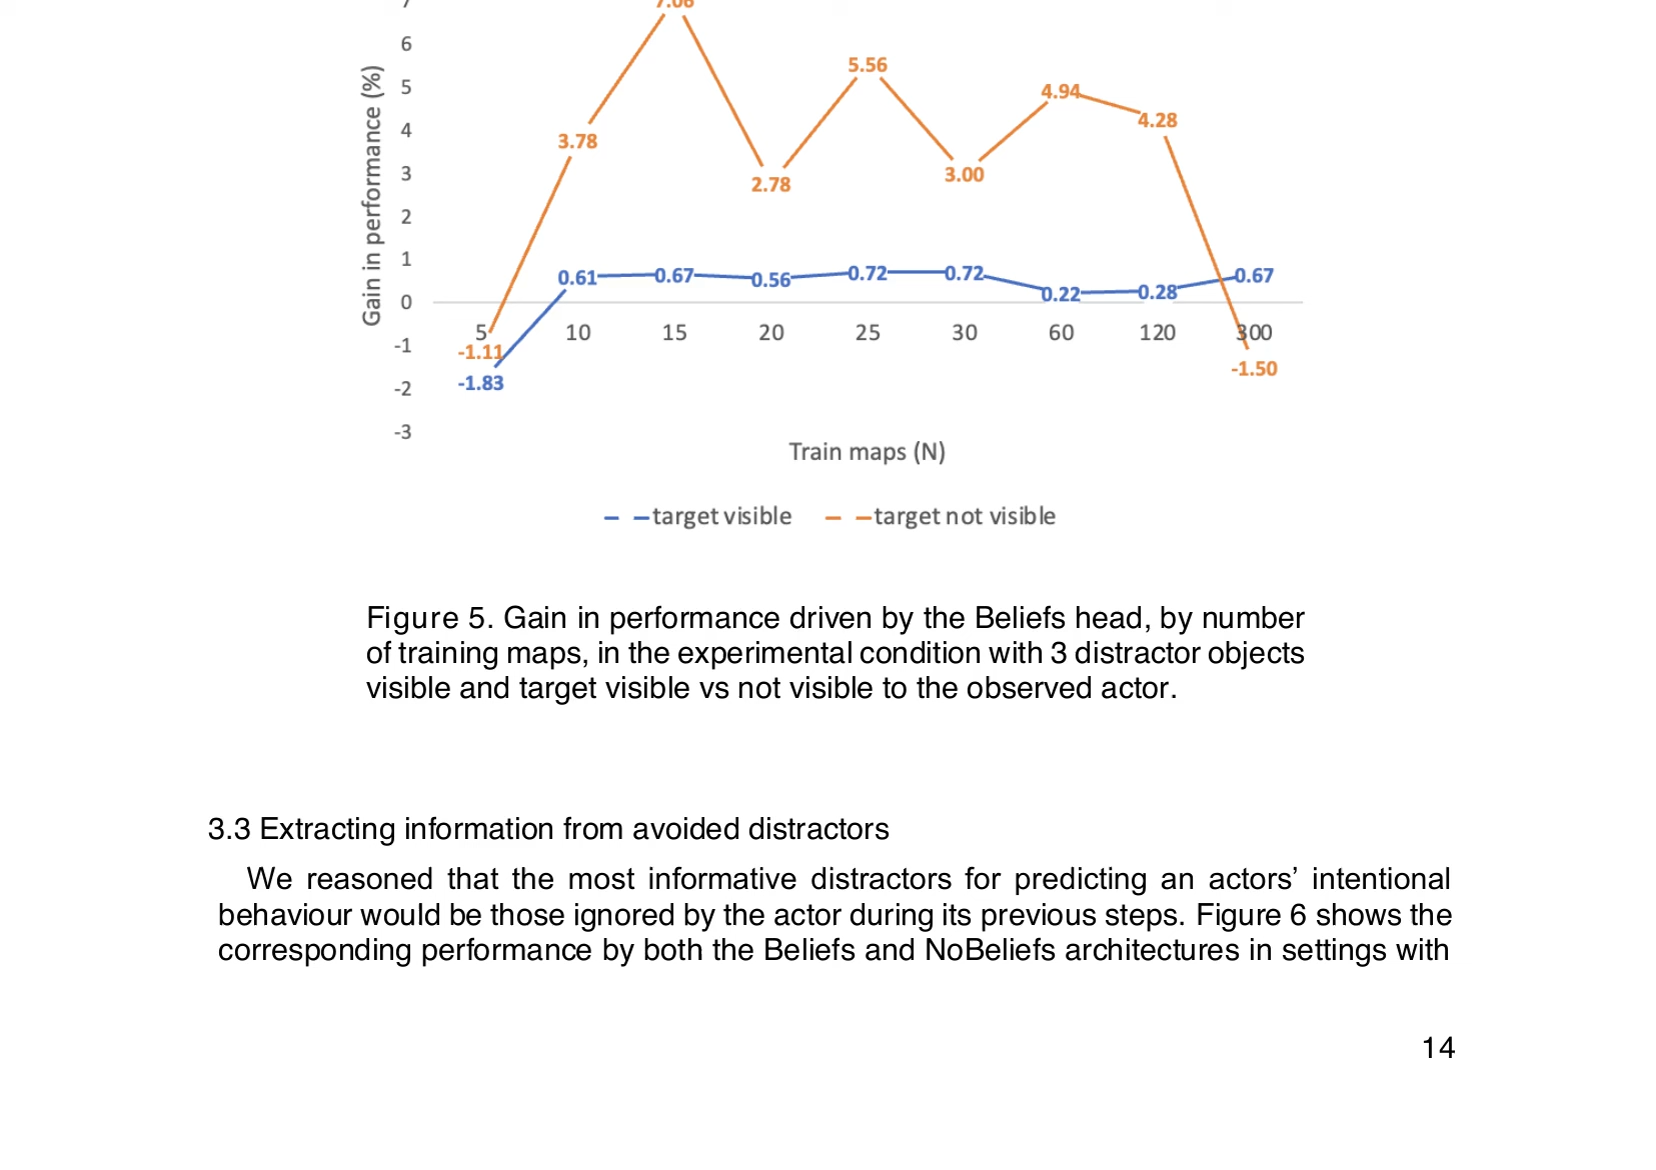 7
7.06
6
5.56
Gain in performance (%)
5
4.94
4
4.28
3.78
3
3.00
2.78
2
1
0.61 0.67 0.56 0.72 0.72 0.22 0.28 0.67
0
5 10 15 20 25 30 60 120 300
-1
-1.11
-1.50
-1.83
-2
-3
Train maps (N)
target visible target not visible
Figure 5. Gain in performance driven by the Beliefs head, by number
of training maps, in the experimental condition with 3 distractor objects
visible and target visible vs not visible to the observed actor.
3.3 Extracting information from avoided distractors
We reasoned that the most informative distractors for predicting an actors’ intentional
behaviour would be those ignored by the actor during its previous steps. Figure 6 shows the
corresponding performance by both the Beliefs and NoBeliefs architectures in settings with
14